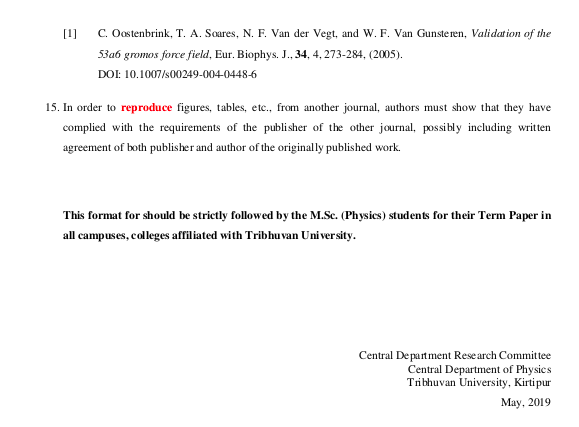 [1] C. Oostenbrink, T. A. Soares, N. F. Van der Vegt, and W. F. Van Gunsteren, Validation of the
53a6 gromos force field, Eur. Biophys. J., 34, 4, 273-284, (2005).
DOI: 10.1007/s00249-004-0448-6
15. In order to reproduce figures, tables, etc., from another journal, authors must show that they have
complied with the requirements of the publisher of the other journal, possibly including written
agreement of both publisher and author of the originally published work.
This format for should be strictly followed by the M.Sc. (Physics) students for their Term Paper in
all campuses, colleges affiliated with Tribhuvan University.
Central Department Research Committee
Central Department of Physics
Tribhuvan University, Kirtipur
May, 2019